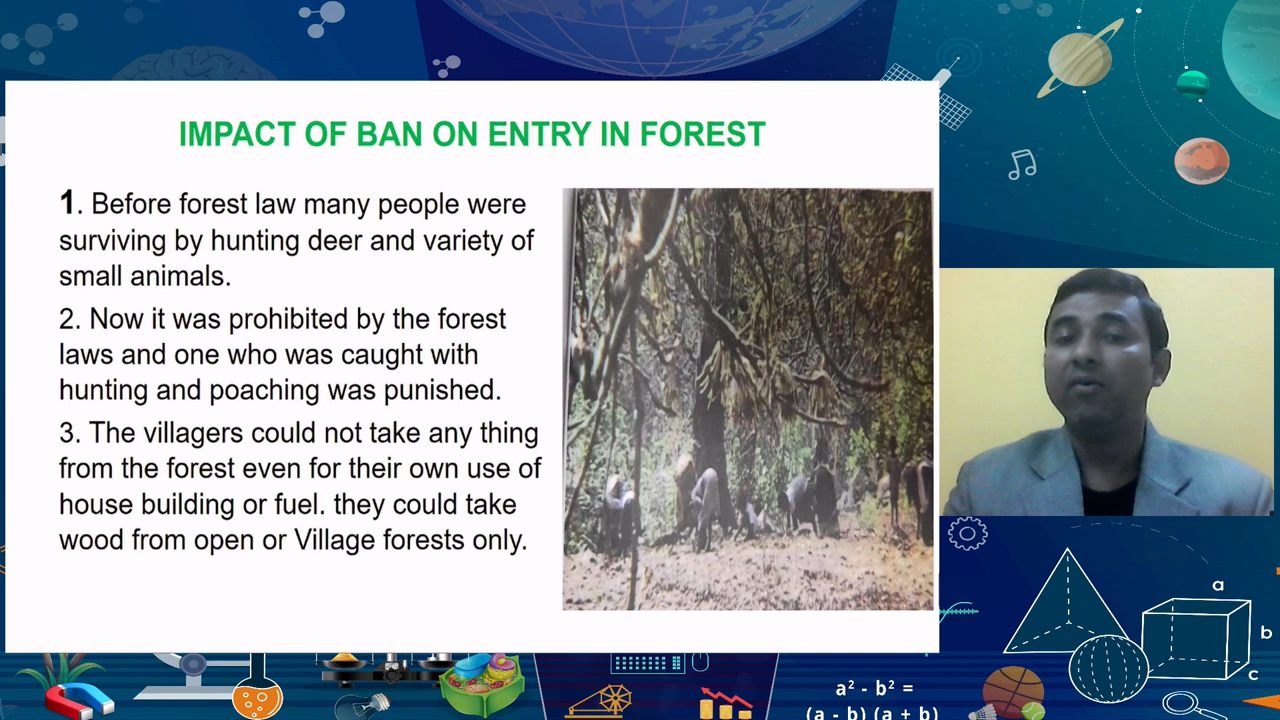 IMPACT OF BAN ON ENTRY IN FOREST
1. Before forest law many people were
surviving by hunting deer and variety of
small animals.
2. Now it was prohibited by the forest
laws and one who was caught with
hunting and poaching was punished.
3. The villagers could not take any thing
from the forest even for their own use of
house building or fuel. they could take
wood from open or Village forests only.
a
b
c
a² - b² =
(a - b) (a + b)